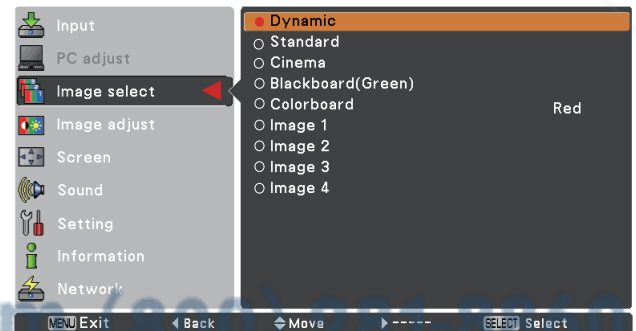 Input
PC adjust
Image select
Image adjust
Screen
Sound
Setting
Information
Network
Dynamic
Standard
Cinema
Blackboard(Green)
Colorboard Red
Image 1
Image 2
Image 3
Image 4
MENU Exit Back Move ----- SELECT Select